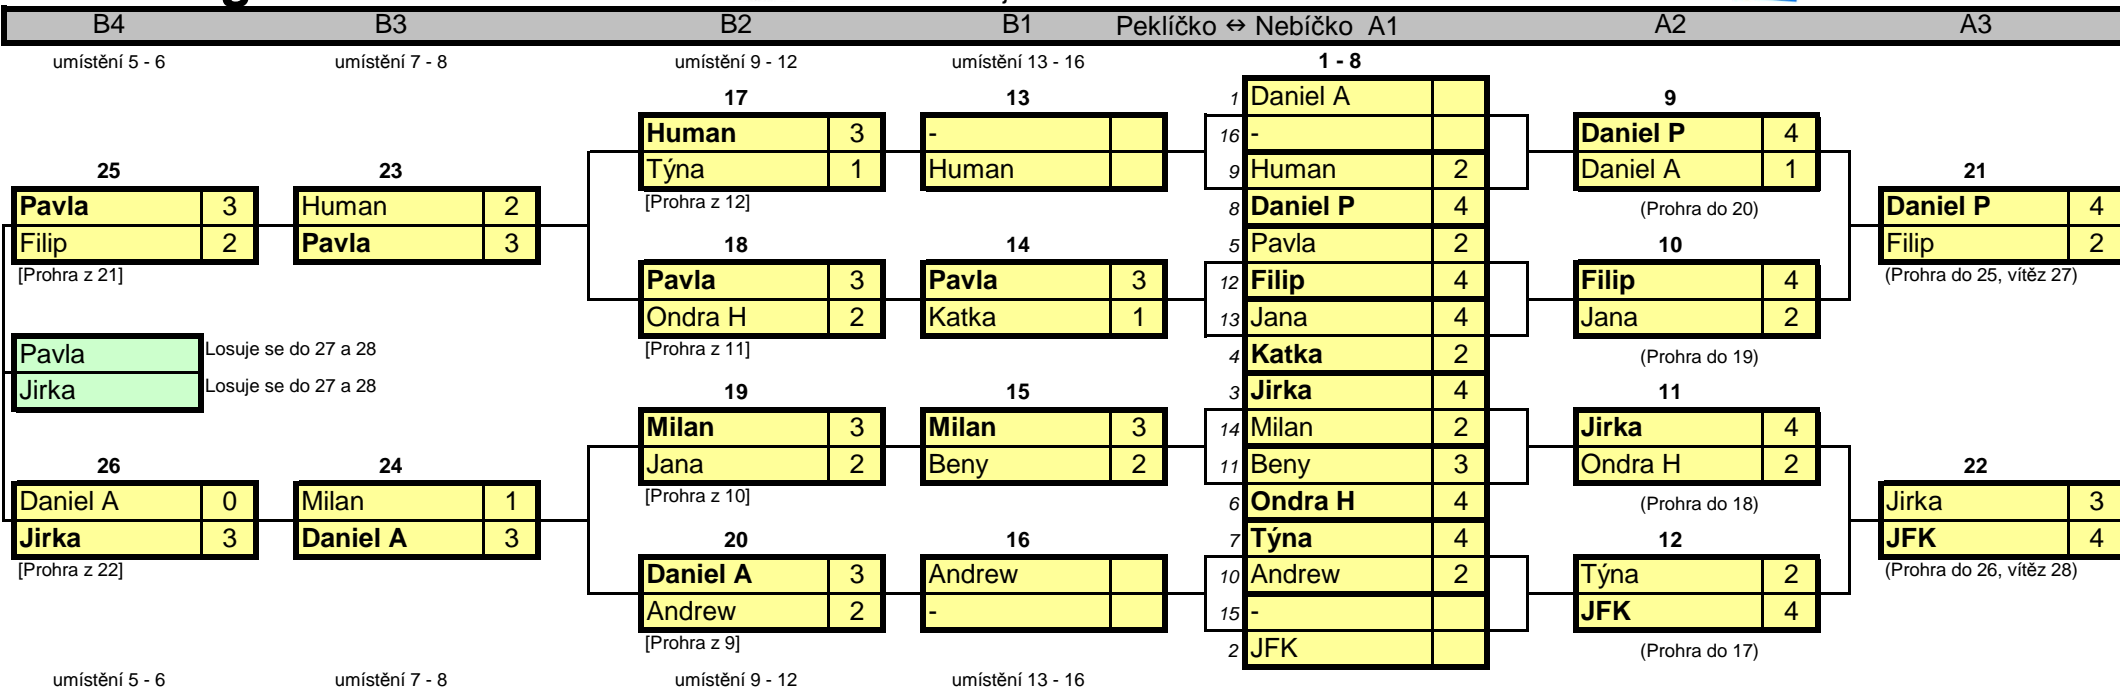 B4 B3 B2 B1 Peklíčko ↔ Nebíčko A1 A2 A3
umístění 5 - 6 umístění 7 - 8 umístění 9 - 12 umístění 13 - 16 1 - 8
17 13 1 Daniel A 9
Human 3 - 16 - Daniel P 4
25 23 Týna 1 Human 9 Human 2 Daniel A 1 21
Pavla 3 Human 2 [Prohra z 12] 8 Daniel P 4 (Prohra do 20) Daniel P 4
Filip 2 Pavla 3 18 14 5 Pavla 2 10 Filip 2
[Prohra z 21] Pavla 3 Pavla 3 12 Filip 4 Filip 4 (Prohra do 25, vítěz 27)
Ondra H 2 Katka 1 13 Jana 4 Jana 2
Pavla Losuje se do 27 a 28 [Prohra z 11] 4 Katka 2 (Prohra do 19)
Jirka Losuje se do 27 a 28 19 15 3 Jirka 4 11
Milan 3 Milan 3 14 Milan 2 Jirka 4
26 24 Jana 2 Beny 2 11 Beny 3 Ondra H 2 22
Daniel A 0 Milan 1 [Prohra z 10] 6 Ondra H 4 (Prohra do 18) Jirka 3
Jirka 3 Daniel A 3 20 16 7 Týna 4 12 JFK 4
[Prohra z 22] Daniel A 3 Andrew 10 Andrew 2 Týna 2 (Prohra do 26, vítěz 28)
Andrew 2 - 15 - JFK 4
[Prohra z 9] 2 JFK (Prohra do 17)
umístění 5 - 6 umístění 7 - 8 umístění 9 - 12 umístění 13 - 16